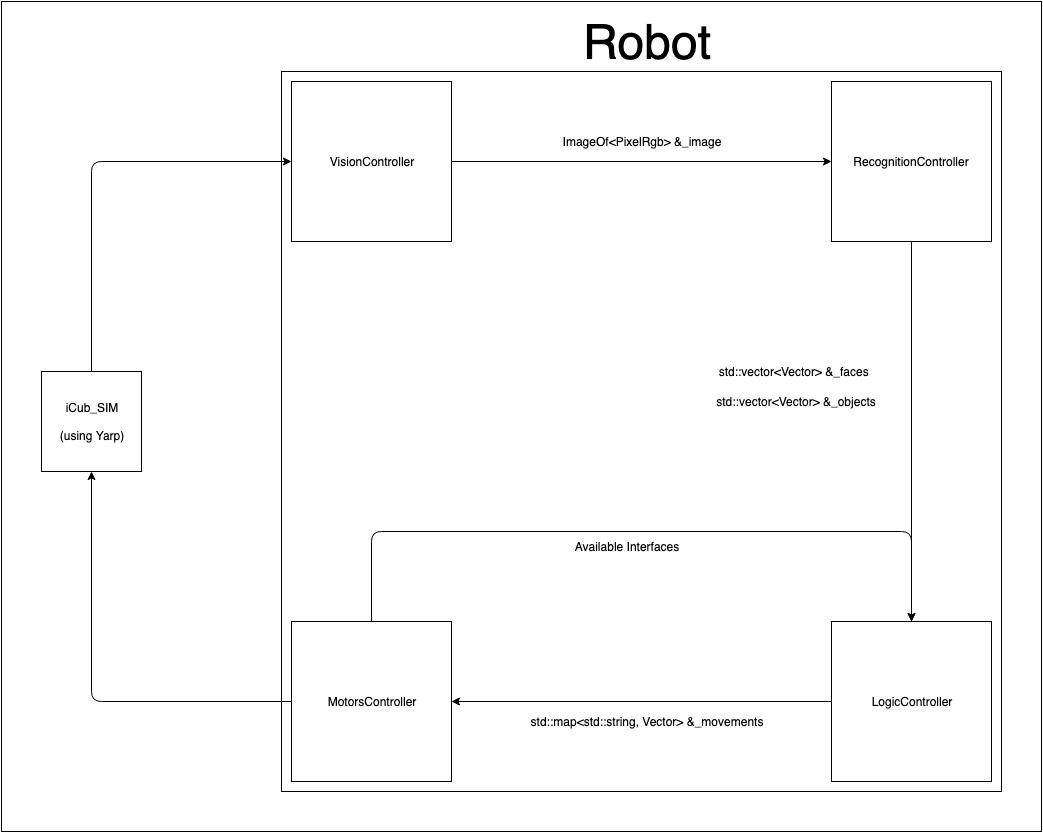 Robot
ImageOf<PixelRgb> &_image
VisionController
RecognitionController
std::vector<Vector> &_faces
iCub_SIM
std::vector<Vector> &_objects
(using Yarp)
Available Interfaces
MotorsController
LogicController
std::map<std::string, Vector> &_movements